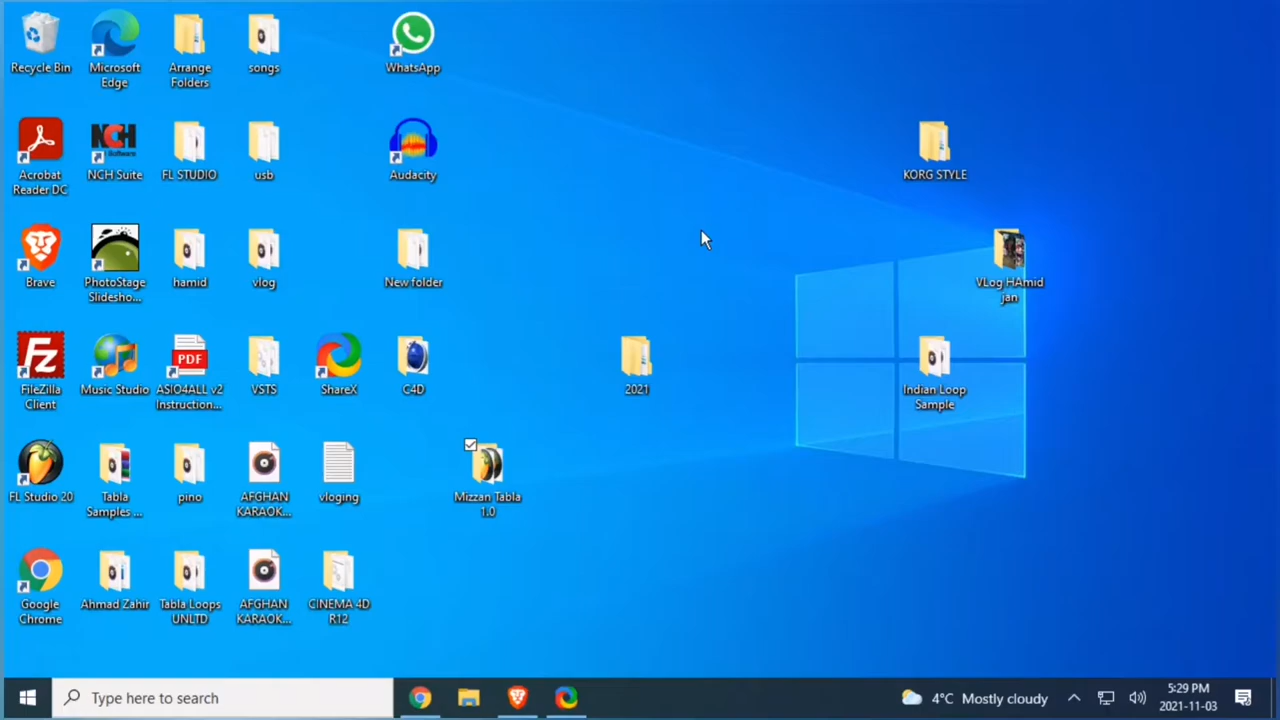 Recycle Bin
Microsoft
Edge
Arrange
Folders
songs
WhatsApp
Acrobat
Reader DC
NCH
Software
NCH Suite
FL STUDIO
usb
Audacity
KORG STYLE
Brave
PhotoStage
Slidesho...
hamid
vlog
New folder
VLog HAmid
jan
FileZilla
Client
Music Studio
PDF
ASIO4ALL v2
Instruction...
VSTS
ShareX
C4D
2021
Indian Loop
Sample
FL Studio 20
Tabla
Samples ...
pino
AFGHAN
KARAOK...
vloging
Mizzan Tabla
1.0
Google
Chrome
Ahmad Zahir
Tabla Loops
UNLTD
AFGHAN
KARAOK...
CINEMA 4D
R12
Type here to search
4°C Mostly cloudy
5:29 PM
2021-11-03